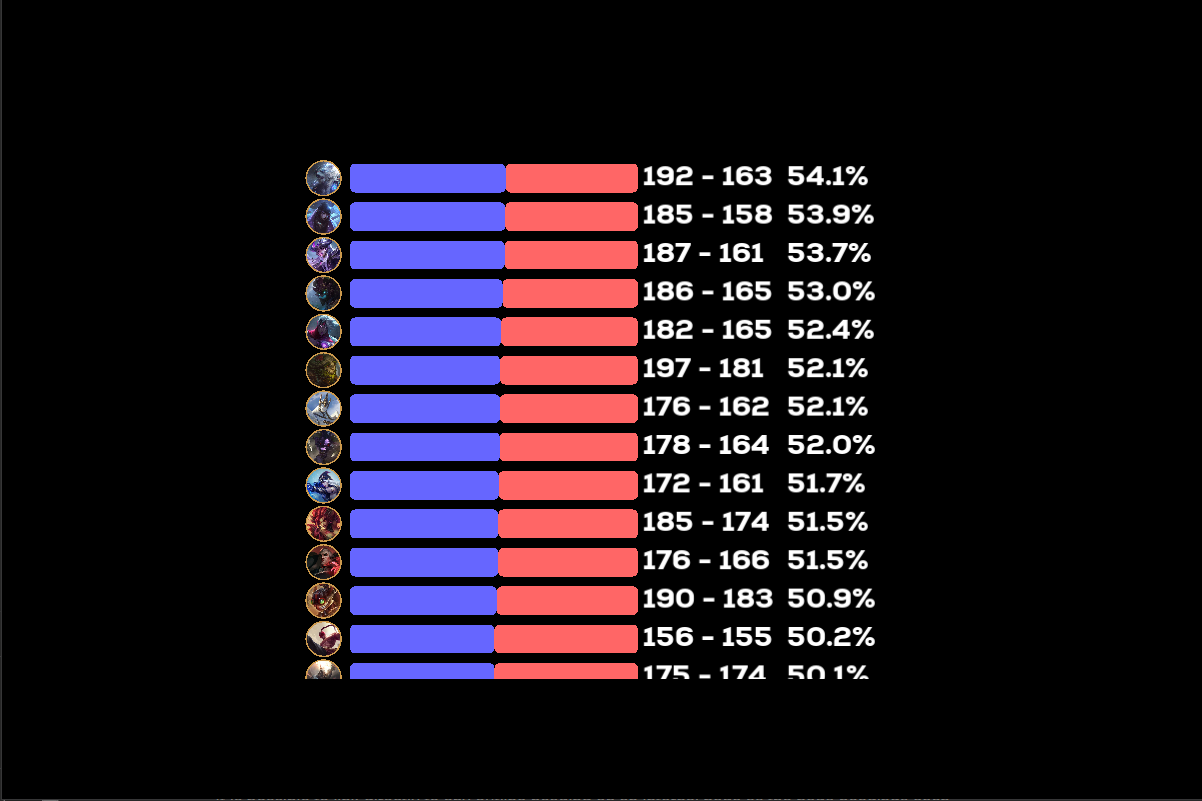 192 - 163 54.1%
185 - 158 53.9%
187 - 161 53.7%
186 - 165 53.0%
182 - 165 52.4%
197 - 181 52.1%
176 - 162 52.1%
178 - 164 52.0%
172 - 161 51.7%
185 - 174 51.5%
176 - 166 51.5%
190 - 183 50.9%
156 - 155 50.2%
175 - 174 50.1%